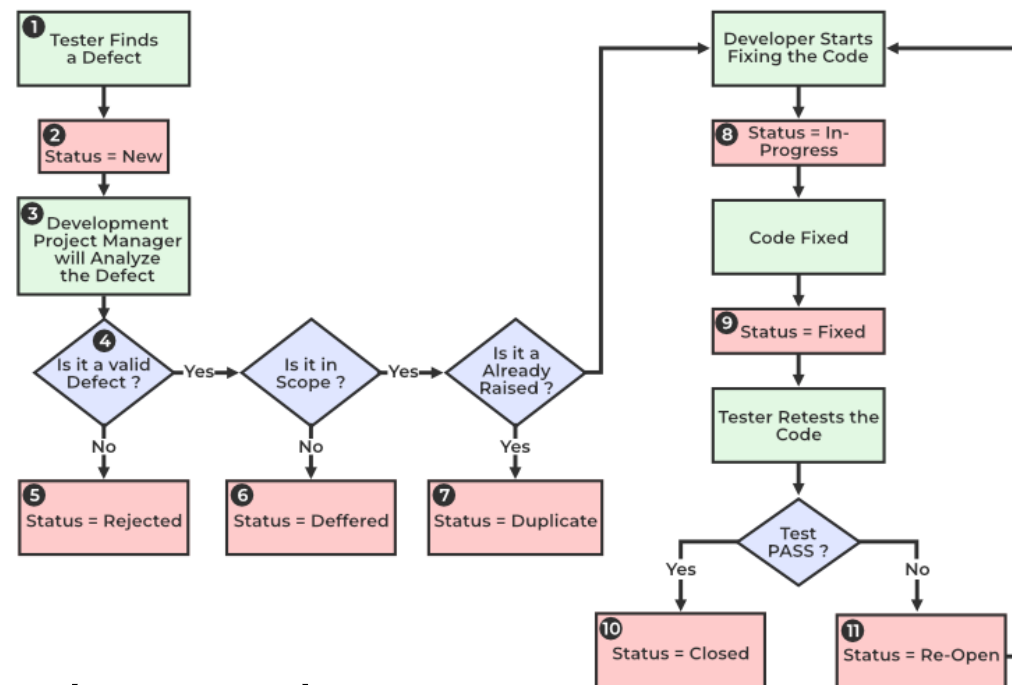 1
Tester Finds
a Defect
2
Status = New
3
Development
Project Manager
will Analyze
the Defect
4
Is it a valid
Defect ?
Yes
Is it in
Scope ?
Yes
Is it a
Already
Raised ?
No
No
Yes
5
Status = Rejected
6
Status = Deffered
7
Status = Duplicate
Developer Starts
Fixing the Code
8
Status = In-
Progress
Code Fixed
9
Status = Fixed
Tester Retests the
Code
Test
PASS ?
Yes
No
10
Status = Closed
11
Status = Re-Open